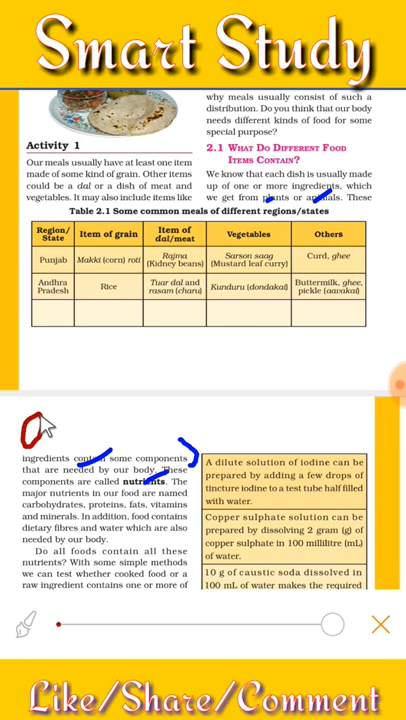 Smart Study
why meals usually consist of such a
distribution. Do you think that our body
needs different kinds of food for some
special purpose?
Activity 1
Our meals usually have at least one item
made of some kind of grain. Other items
could be a dal or a dish of meat and
vegetables. It may also include items like
2.1 WHAT DO DIFFERENT FOOD
ITEMS CONTAIN?
We know that each dish is usually made
up of one or more ingredients, which
we get from plants or animals. These
Table 2.1 Some common meals of different regions/states
Region/ State Item of grain Item of dal/meat Vegetables Others
Punjab Makki (corn) roti Rajma (Kidney beans) Sarson saag (Mustard leaf curry) Curd, ghee
Andhra Pradesh Rice Tuar dal and rasam (charu) Kunduru (dondakai) Buttermilk, ghee, pickle (aavakai)
ingredients contain some components
that are needed by our body. These
components are called nutrients. The
major nutrients in our food are named
carbohydrates, proteins, fats, vitamins
and minerals. In addition, food contains
dietary fibres and water which are also
needed by our body.
Do all foods contain all these
nutrients? With some simple methods
we can test whether cooked food or a
raw ingredient contains one or more of
A dilute solution of iodine can be
prepared by adding a few drops of
tincture iodine to a test tube half filled
with water.
Copper sulphate solution can be
prepared by dissolving 2 gram (g) of
copper sulphate in 100 millilitre (mL)
of water.
10 g of caustic soda dissolved in
100 mL of water makes the required
Like/Share/Comment